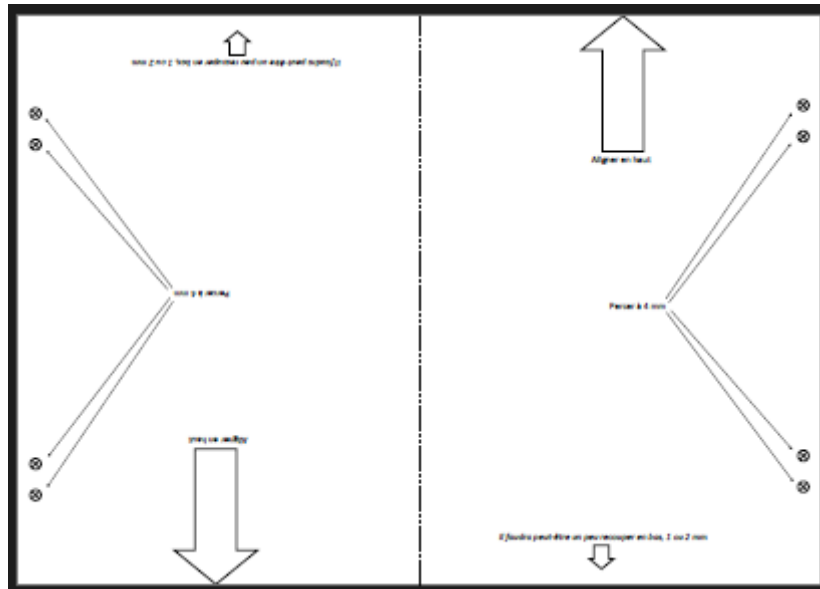 Il faudra peut-être un peu recouper en bas, 1 ou 2 mm
Percer à 4 mm
Aligner en haut
Aligner en haut
Percer à 4 mm
Il faudra peut-être un peu recouper en bas, 1 ou 2 mm